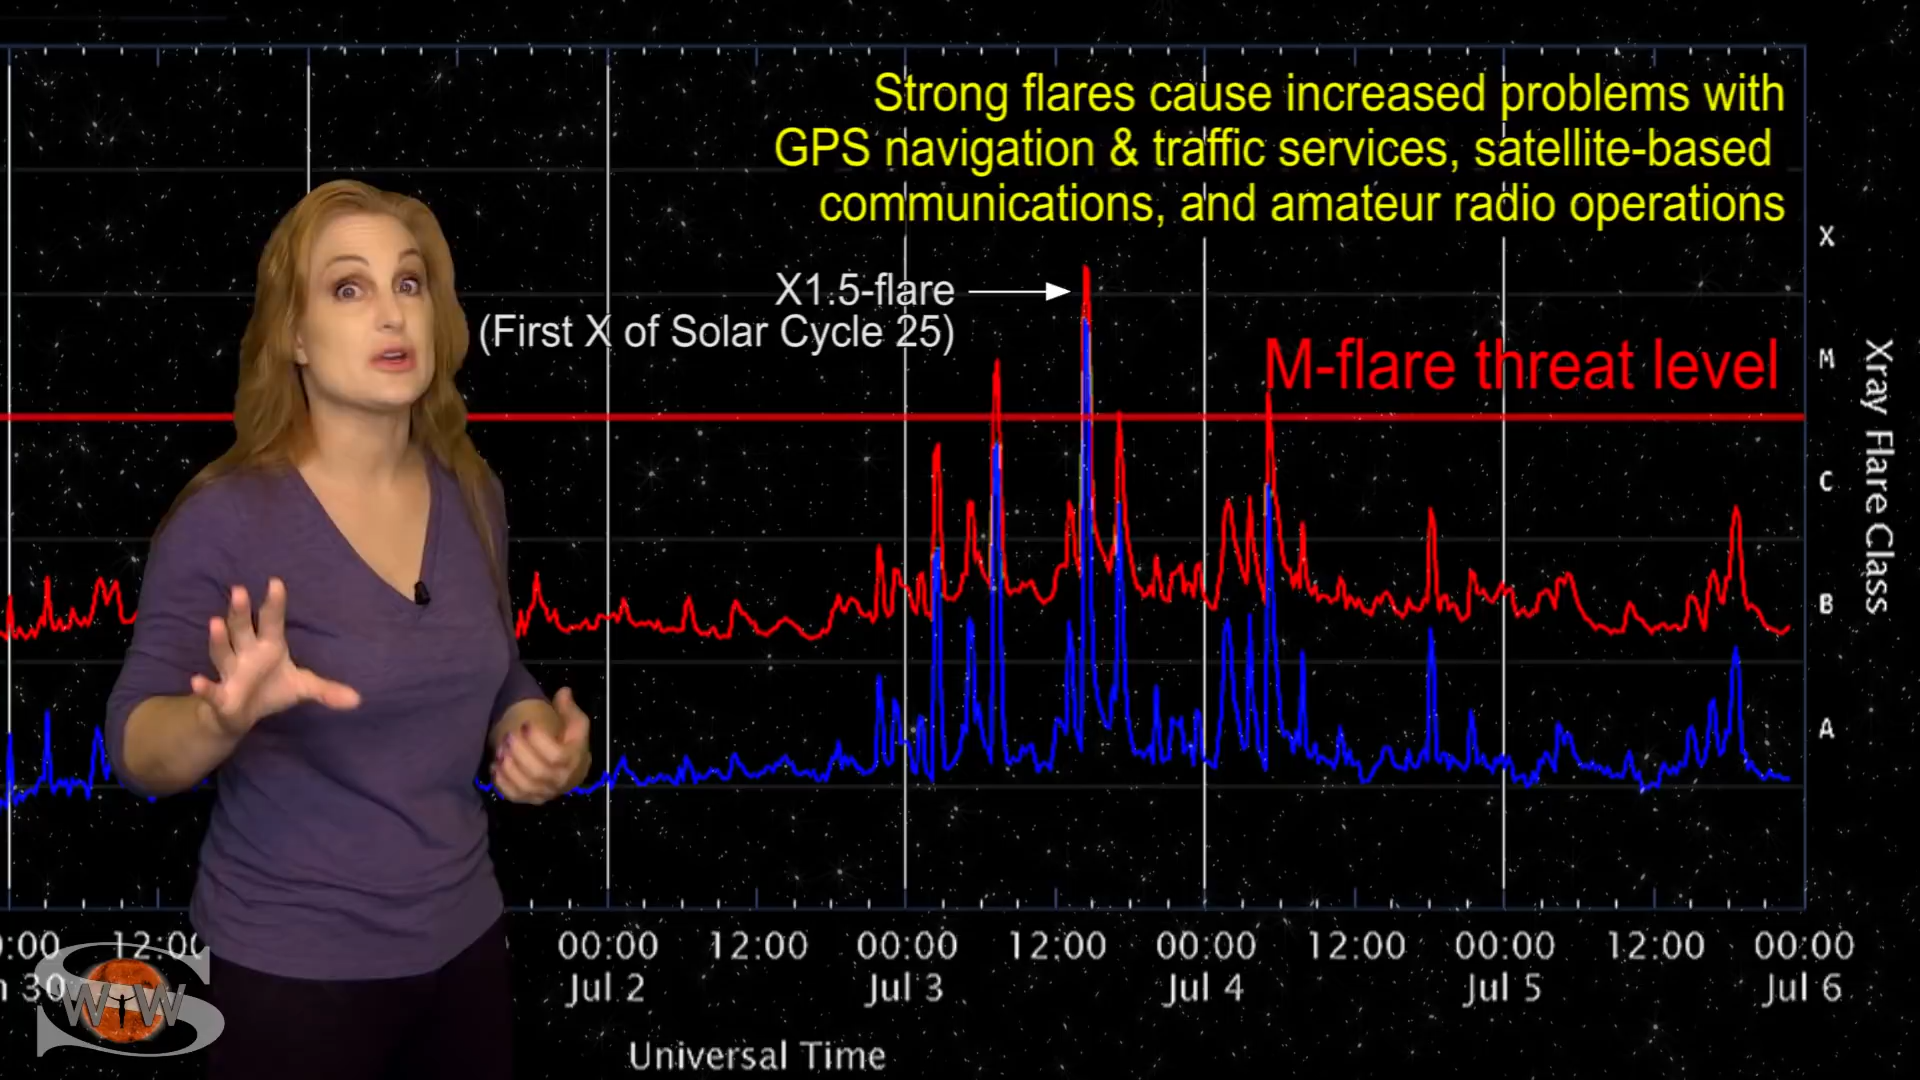 Strong flares cause increased problems with
GPS navigation & traffic services, satellite-based
communications, and amateur radio operations
X1.5-flare
(First X of Solar Cycle 25)
M-flare threat level
X
M
C
B
A
Xray Flare Class
:00 12:00 00:00 12:00 00:00 12:00 00:00 12:00 00:00 12:00 00:00
n 30 Jul 2 Jul 3 Jul 4 Jul 5 Jul 6
Universal Time
S
WTW